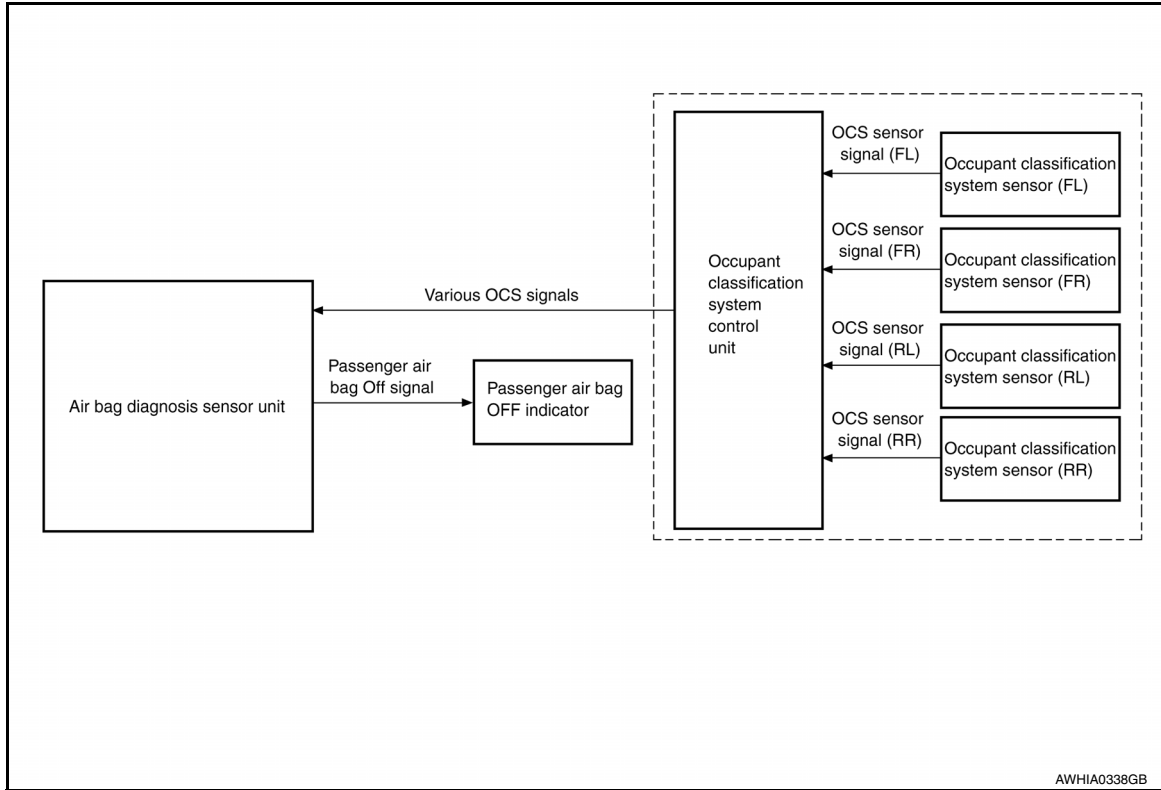 OCS sensor
signal (FL)
Occupant classification
system sensor (FL)
OCS sensor
signal (FR)
Occupant classification
system sensor (FR)
Occupant
classification
system
control
unit
Various OCS signals
OCS sensor
signal (RL)
Occupant classification
system sensor (RL)
Passenger air
bag Off signal
Passenger air bag
OFF indicator
Air bag diagnosis sensor unit
OCS sensor
signal (RR)
Occupant classification
system sensor (RR)
AWHIA0338GB